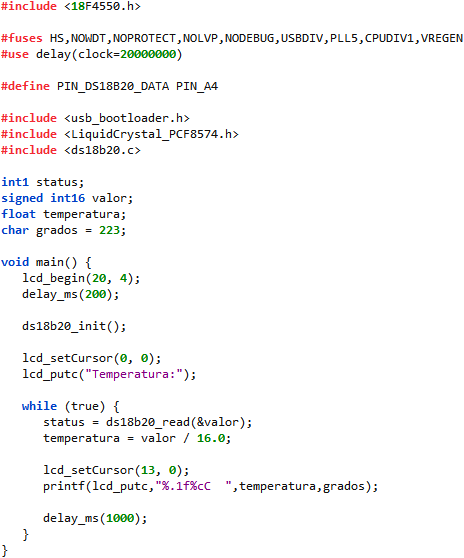 #include <18F4550.h>
#fuses HS,NOWDT,NOPROTECT,NOLVP,NODEBUG,USBDIV,PLL5,CPUDIV1,VREGEN
#use delay(clock=20000000)
#define PIN_DS18B20_DATA PIN_A4
#include <usb_bootloader.h>
#include <LiquidCrystal_PCF8574.h>
#include <ds18b20.c>
int1 status;
signed int16 valor;
float temperatura;
char grados = 223;
void main() {
   lcd_begin(20, 4);
   delay_ms(200);
   ds18b20_init();
   lcd_setCursor(0, 0);
   lcd_putc("Temperatura:");
   while (true) {
      status = ds18b20_read(&valor);
      temperatura = valor / 16.0;
      lcd_setCursor(13, 0);
      printf(lcd_putc,"%.1f%cC  ",temperatura,grados);
      delay_ms(1000);
   }
}